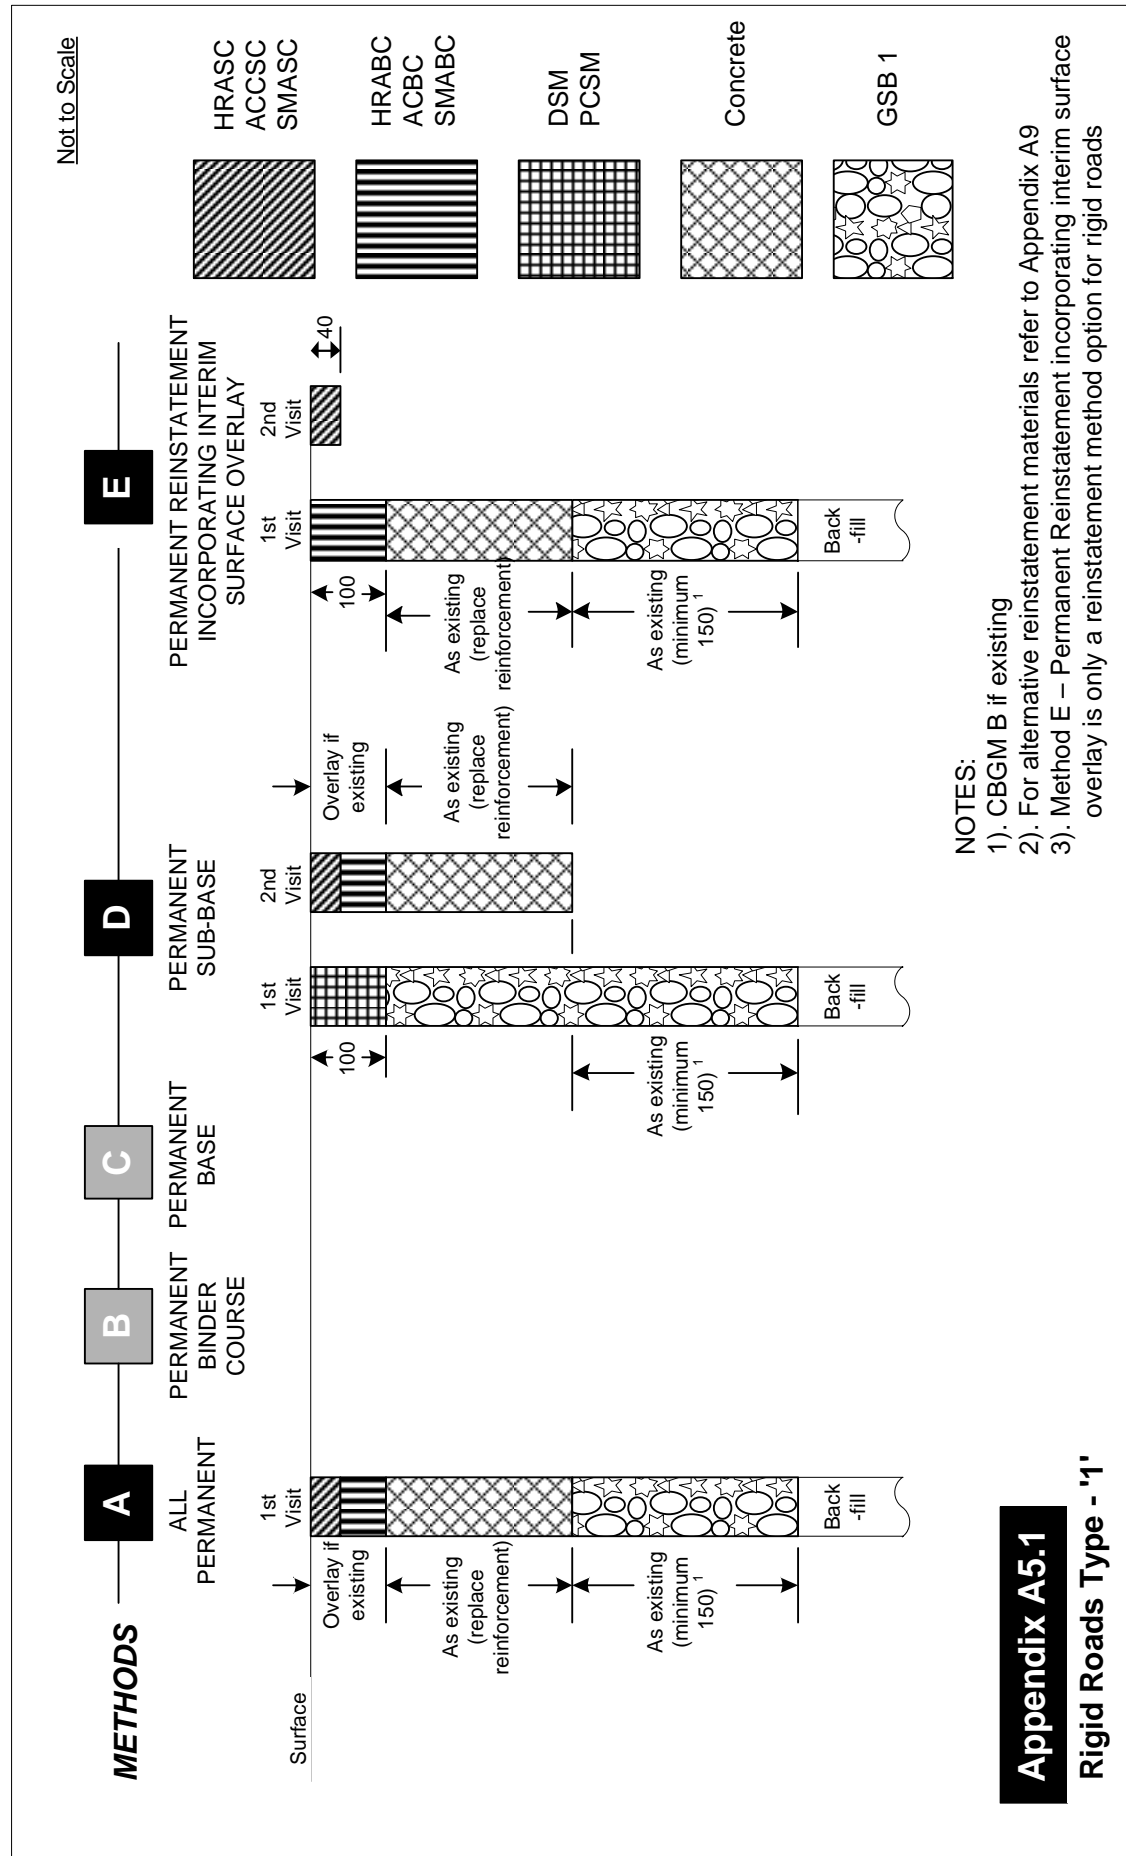 Not to Scale
METHODS
A
ALL
PERMANENT
B
PERMANENT
BINDER
COURSE
C
PERMANENT
BASE
D
PERMANENT
SUB-BASE
E
PERMANENT REINSTATEMENT
INCORPORATING INTERIM
SURFACE OVERLAY
Surface
1st
Visit
Overlay if
existing
As existing
(replace
reinforcement)
As existing
(minimum
150) 1
Back
-fill
1st
Visit
100
As existing
(minimum
150) 1
Back
-fill
2nd
Visit
Overlay if
existing
As existing
(replace
reinforcement)
1st
Visit
100
As existing
(replace
reinforcement)
As existing
(minimum
150) 1
Back
-fill
2nd
Visit
40
HRASC
ACCSC
SMASC
HRABC
ACBC
SMABC
DSM
PCSM
Concrete
GSB 1
NOTES:
1). CBGM B if existing
2). For alternative reinstatement materials refer to Appendix A9
3). Method E – Permanent Reinstatement incorporating interim surface
overlay is only a reinstatement method option for rigid roads
Appendix A5.1
Rigid Roads Type - '1'